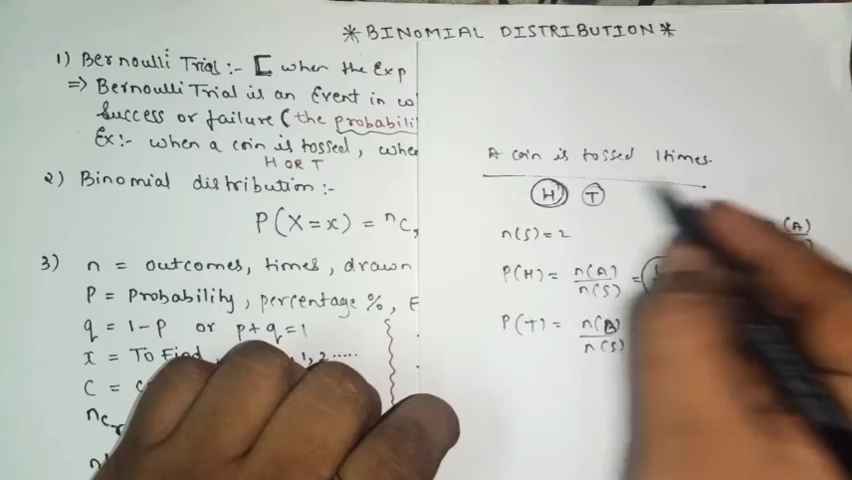 *BINOMIAL DISTRIBUTION*
1) Bernoulli Trial:- [ when the Exp
⇒ Bernoulli Trial is an Event in
Success or failure (the probabili
Ex:- when a coin is tossed, whe
H OR T
2) Binomial distribution:-
P(X=x) = nC
3) n = outcomes, times, drawn
P = Probability, percentage %, E
q = 1-p or p+q=1
x = To Find 1, 2.....
C =
nCr
A coin is tossed 1times.
H T
n(S)=2
(A)
P(H) = n(A)/n(S) =
P(T) = n(B)/n(S)